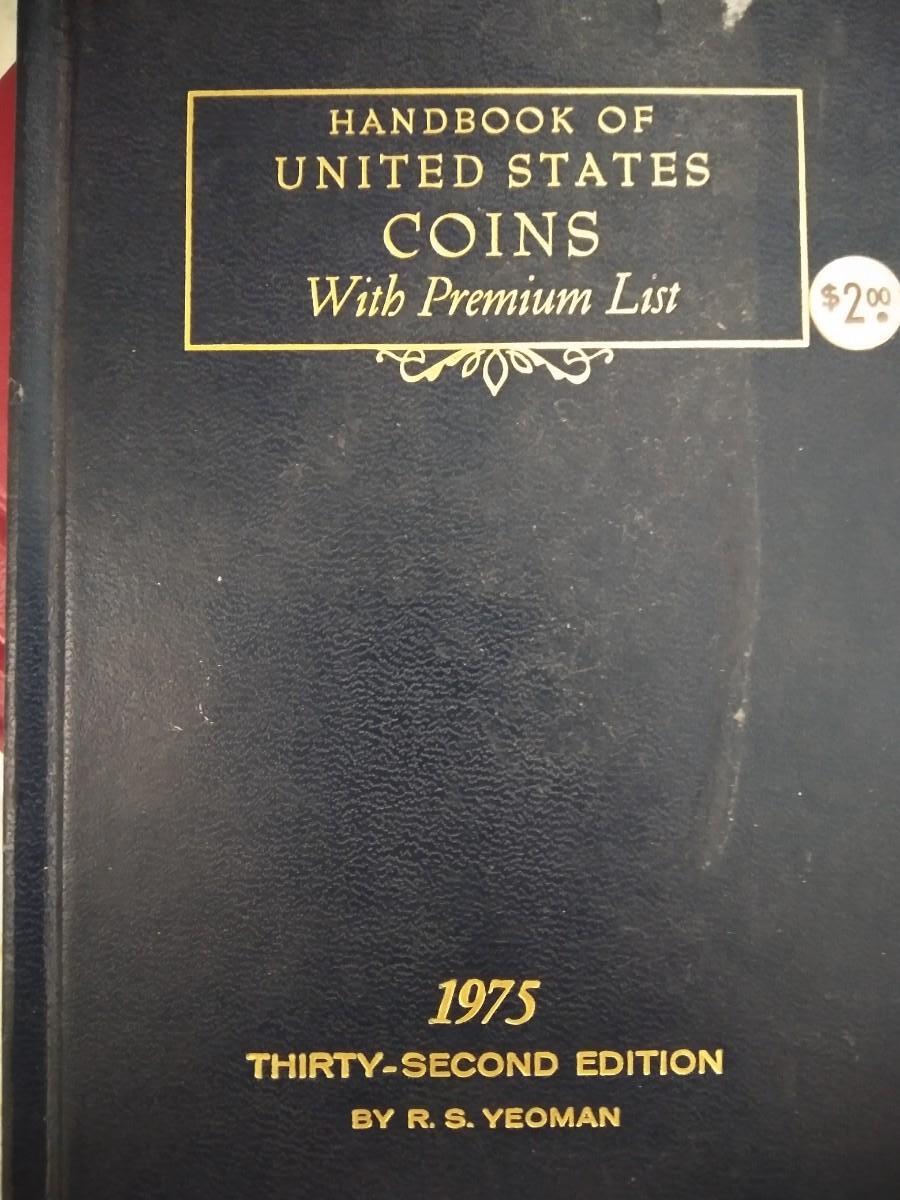 HANDBOOK OF
UNITED STATES
COINS
With Premium List
$2.00
1975
THIRTY-SECOND EDITION
BY R. S. YEOMAN